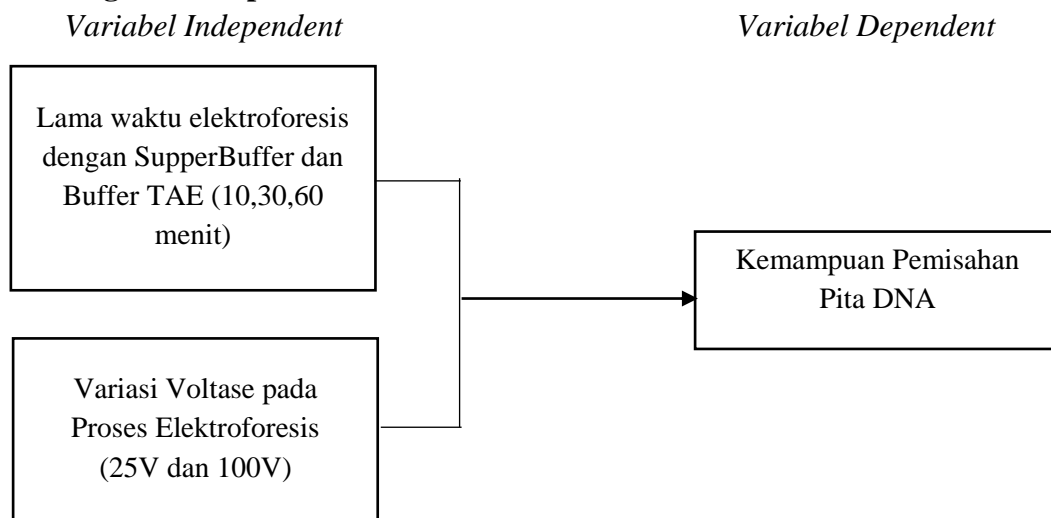 Variabel Independent
Variabel Dependent
Lama waktu elektroforesis
dengan SupperBuffer dan
Buffer TAE (10,30,60
menit)
Kemampuan Pemisahan
Pita DNA
Variasi Voltase pada
Proses Elektroforesis
(25V dan 100V)